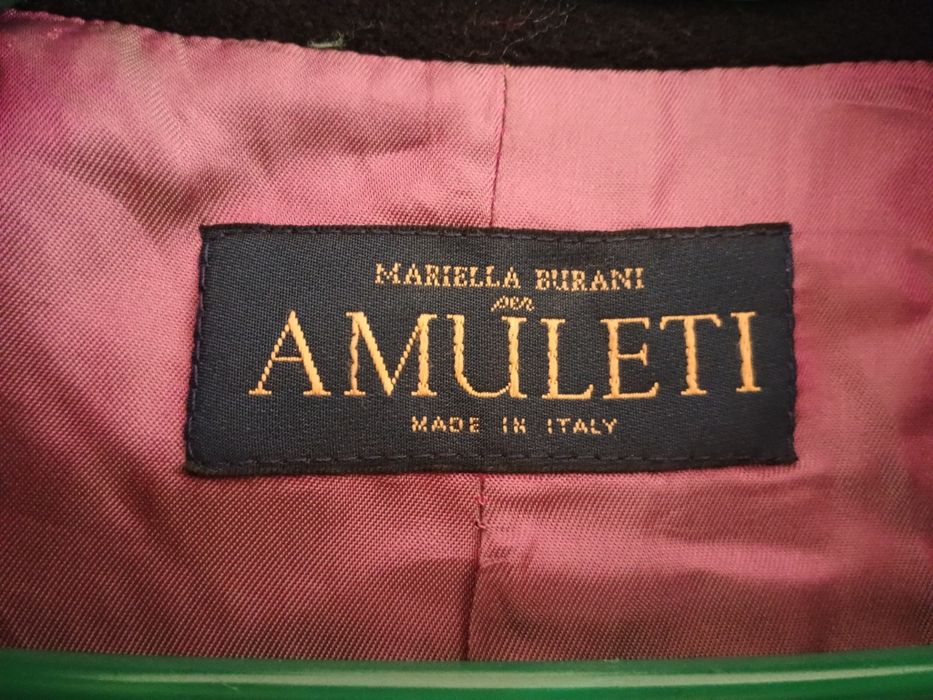 MARIELLA BURANI
per
AMULETI
MADE IN ITALY